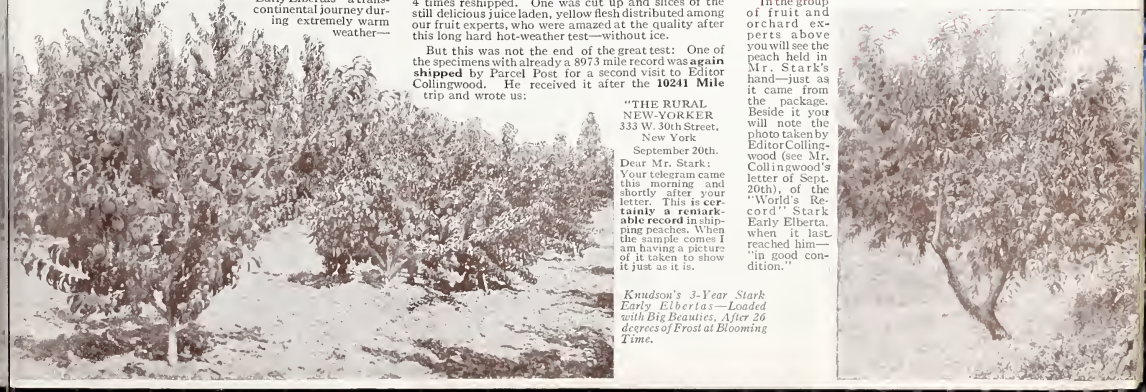 continental journey dur-
ing extremely warm
weather—
4 times reshipped. One was cut up and slices of the
still delicious juice laden, yellow flesh distributed among
our fruit experts, who were amazed at the quality after
this long hard hot-weather test—without ice.
But this was not the end of the great test: One of
the specimens with already a 8973 mile record was again
shipped by Parcel Post for a second visit to Editor
Collingwood. He received it after the 10241 Mile
trip and wrote us:
"THE RURAL
NEW-YORKER
333 W. 30th Street,
New York
September 20th.
Dear Mr. Stark:
Your telegram came
this morning and
shortly after your
letter. This is cer-
tainly a remark-
able record in ship-
ping peaches. When
the sample comes I
am having a picture
of it taken to show
it just as it is.
In the group
of fruit and
orchard ex-
perts above
you will see the
peach held in
Mr. Stark's
hand—just as
it came from
the package.
Beside it you
will note the
photo taken by
Editor Colling-
wood (see Mr.
Collingwood's
letter of Sept.
20th), of the
"World's Re-
cord" Stark
Early Elberta.
when it last
reached him—
"in good con-
dition."
Knudson's 3-Year Stark
Early Elbertas—Loaded
with Big Beauties, After 26
degrees of Frost at Blooming
Time.